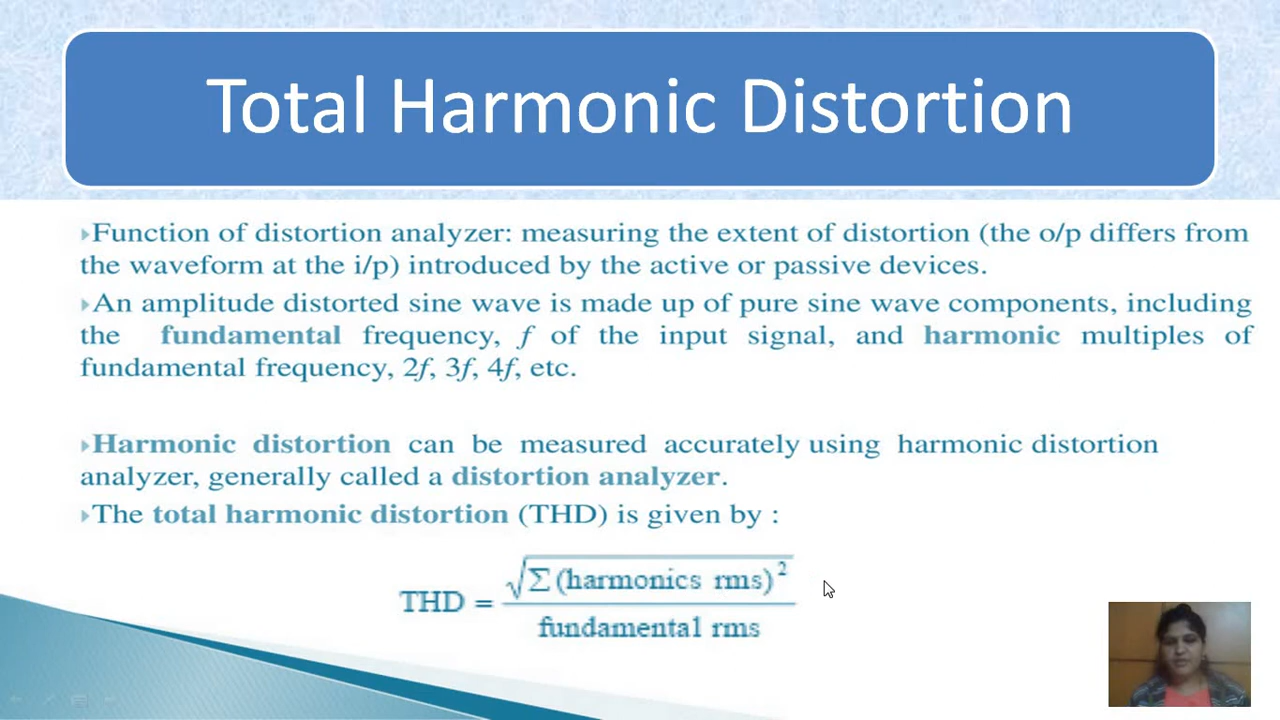 Total Harmonic Distortion
Function of distortion analyzer: measuring the extent of distortion (the o/p differs from
the waveform at the i/p) introduced by the active or passive devices.
An amplitude distorted sine wave is made up of pure sine wave components, including
the fundamental frequency, f of the input signal, and harmonic multiples of
fundamental frequency, 2f, 3f, 4f, etc.
Harmonic distortion can be measured accurately using harmonic distortion
analyzer, generally called a distortion analyzer.
The total harmonic distortion (THD) is given by :
THD = √Σ (harmonics rms)²
fundamental rms